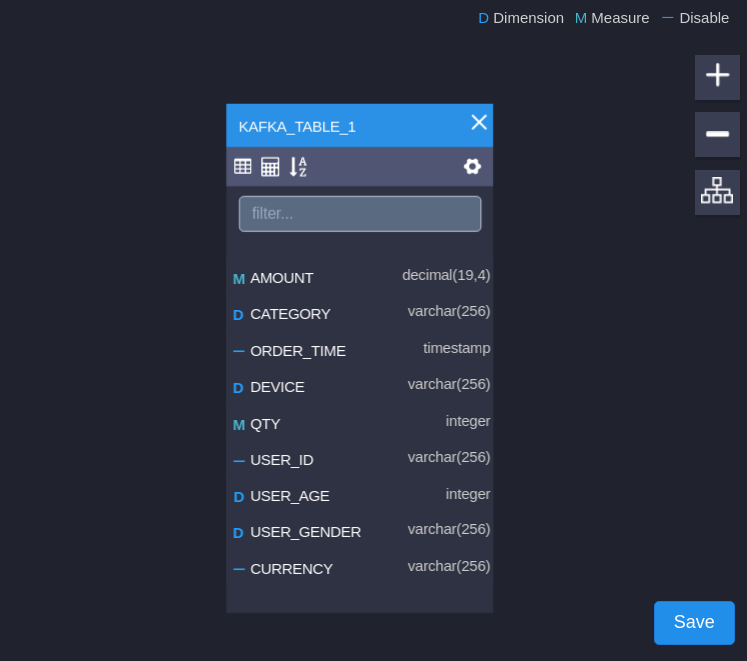 D Dimension M Measure — Disable
KAFKA_TABLE_1
filter...
M AMOUNT decimal(19,4)
D CATEGORY varchar(256)
— ORDER_TIME timestamp
D DEVICE varchar(256)
M QTY integer
— USER_ID varchar(256)
D USER_AGE integer
D USER_GENDER varchar(256)
— CURRENCY varchar(256)
Save